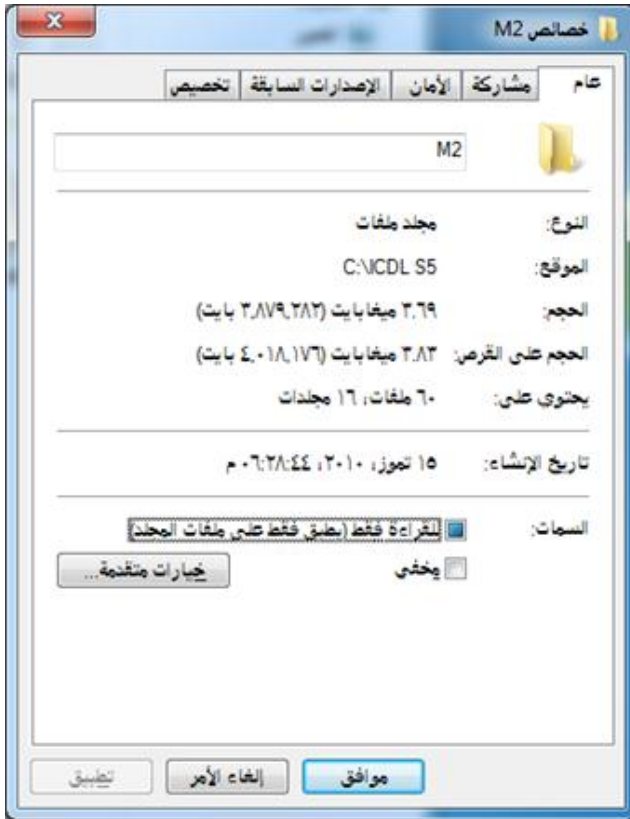 خصائص M2
عام مشاركة الأمان الإصدارات السابقة تخصيص
M2
النوع: مجلد ملفات
الموقع: C:\ICDL S5
الحجم: ٣,٦٩ ميغابايت (٣,٨٧٩,٢٨٢ بايت)
الحجم على القرص: ٣,٨٣ ميغابايت (٤,٠١٨,١٧٦ بايت)
يحتوي على: ٦٠ ملفات، ١٦ مجلدات
تاريخ الإنشاء: ١٥ تموز، ٢٠١٠، ٠٦:٢٨:٤٤ م
السمات: للقراءة فقط (يطبق فقط على ملفات المجلد)
مخفي
خيارات متقدمة...
موافق إلغاء الأمر تطبيق